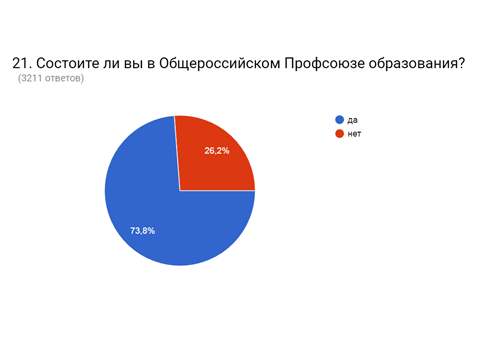 21. Состоите ли вы в Общероссийском Профсоюзе образования?
(3211 ответов)
да
нет
26,2%
73,8%